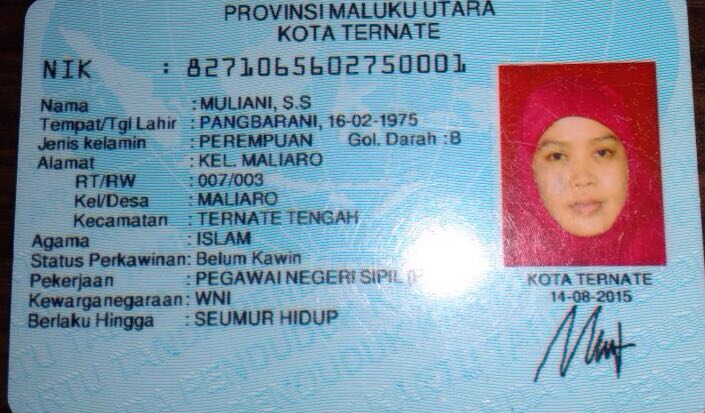 PROVINSI MALUKU UTARA
KOTA TERNATE
NIK : 8271065602750001
Nama : MULIANI, S.S
Tempat/Tgl Lahir : PANGBARANI, 16-02-1975
Jenis kelamin : PEREMPUAN Gol. Darah :B
Alamat : KEL. MALIARO
RT/RW : 007/003
Kel/Desa : MALIARO
Kecamatan : TERNATE TENGAH
Agama : ISLAM
Status Perkawinan: Belum Kawin
Pekerjaan : PEGAWAI NEGERI SIPIL
Kewarganegaraan: WNI
Berlaku Hingga : SEUMUR HIDUP
KOTA TERNATE
14-08-2015